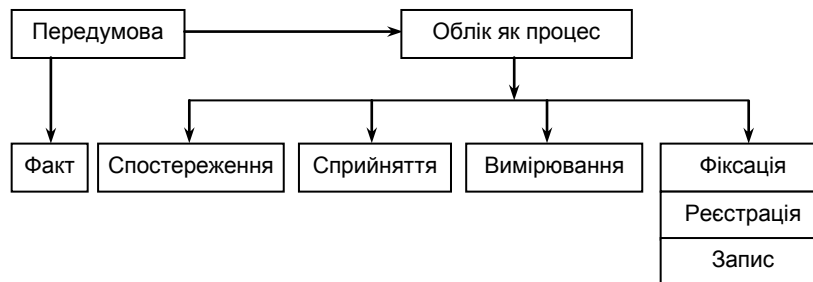 Передумова
Облік як процес
Факт
Спостереження
Сприйняття
Вимірювання
Фіксація
Реєстрація
Запис